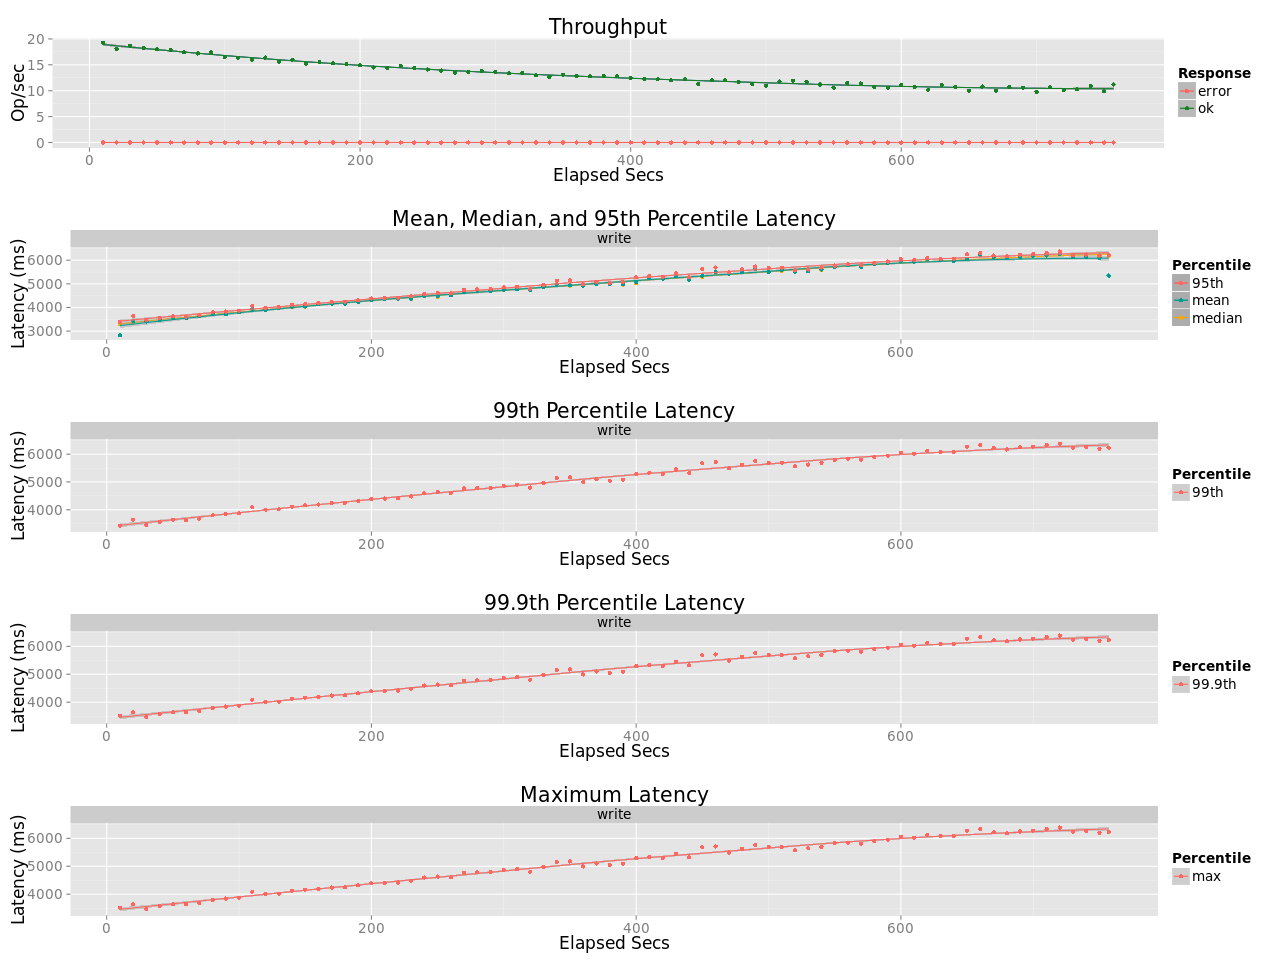 Throughput
Op/sec
20
15
10
5
0
0 200 400 600
Elapsed Secs
Response
error
ok
Mean, Median, and 95th Percentile Latency
write
Latency (ms)
6000
5000
4000
3000
0 200 400 600
Elapsed Secs
Percentile
95th
mean
median
99th Percentile Latency
write
Latency (ms)
6000
5000
4000
0 200 400 600
Elapsed Secs
Percentile
99th
99.9th Percentile Latency
write
Latency (ms)
6000
5000
4000
0 200 400 600
Elapsed Secs
Percentile
99.9th
Maximum Latency
write
Latency (ms)
6000
5000
4000
0 200 400 600
Elapsed Secs
Percentile
max